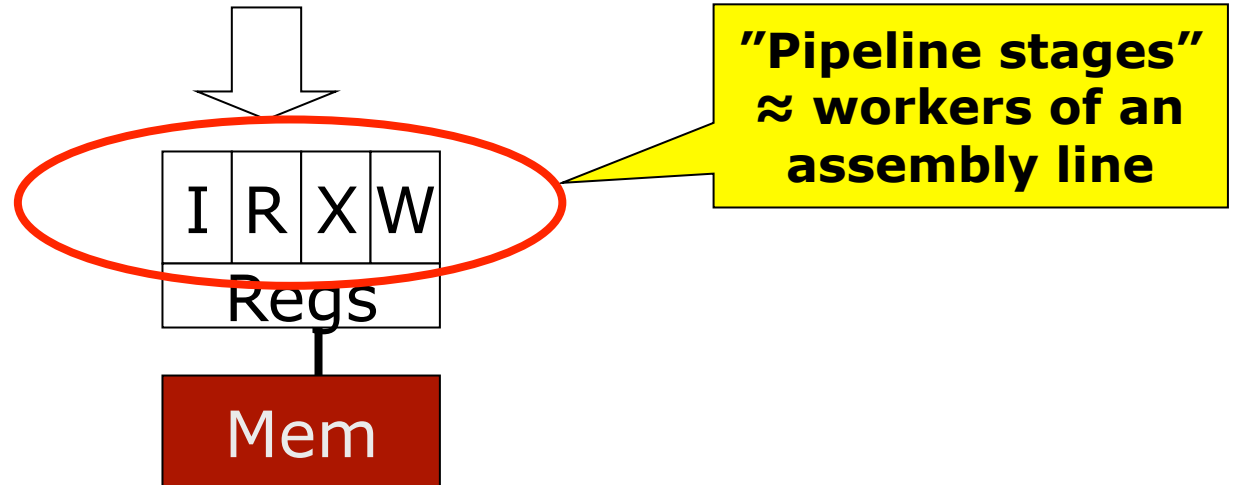 ”Pipeline stages”
≈ workers of an
assembly line
I R X W
Regs
Mem